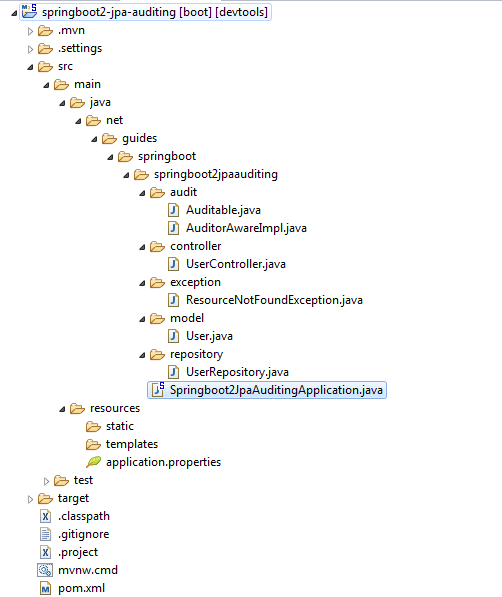 springboot2-jpa-auditing [boot] [devtools]
.mvn
.settings
src
main
java
net
guides
springboot
springboot2jpaauditing
audit
Auditable.java
AuditorAwareImpl.java
controller
UserController.java
exception
ResourceNotFoundException.java
model
User.java
repository
UserRepository.java
Springboot2JpaAuditingApplication.java
resources
static
templates
application.properties
test
target
.classpath
.gitignore
.project
mvnw.cmd
pom.xml